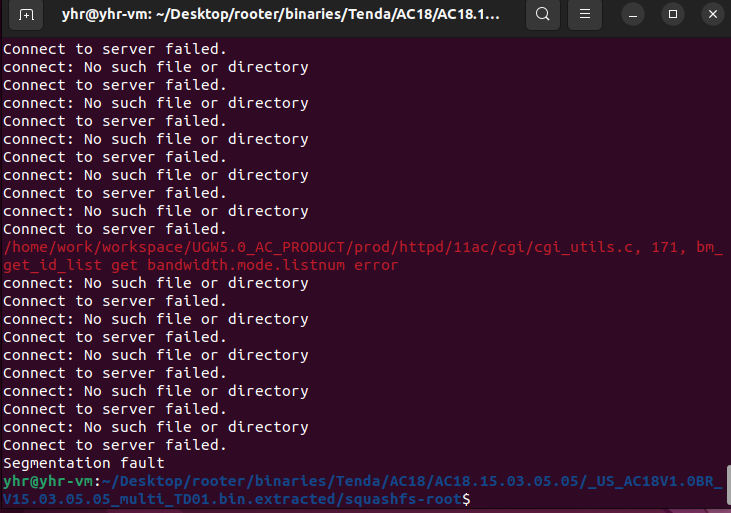 yhr@yhr-vm: ~/Desktop/rooter/binaries/Tenda/AC18/AC18.1...
Connect to server failed.
connect: No such file or directory
Connect to server failed.
connect: No such file or directory
Connect to server failed.
connect: No such file or directory
Connect to server failed.
connect: No such file or directory
Connect to server failed.
connect: No such file or directory
Connect to server failed.
/home/work/workspace/UGW5.0_AC_PRODUCT/prod/httpd/11ac/cgi/cgi_utils.c, 171, bm_
get_id_list get bandwidth.mode.listnum error
connect: No such file or directory
Connect to server failed.
connect: No such file or directory
Connect to server failed.
connect: No such file or directory
Connect to server failed.
connect: No such file or directory
Connect to server failed.
connect: No such file or directory
Connect to server failed.
Segmentation fault
yhr@yhr-vm:~/Desktop/rooter/binaries/Tenda/AC18/AC18.15.03.05.05/_US_AC18V1.0BR_
V15.03.05.05_multi_TD01.bin.extracted/squashfs-root$